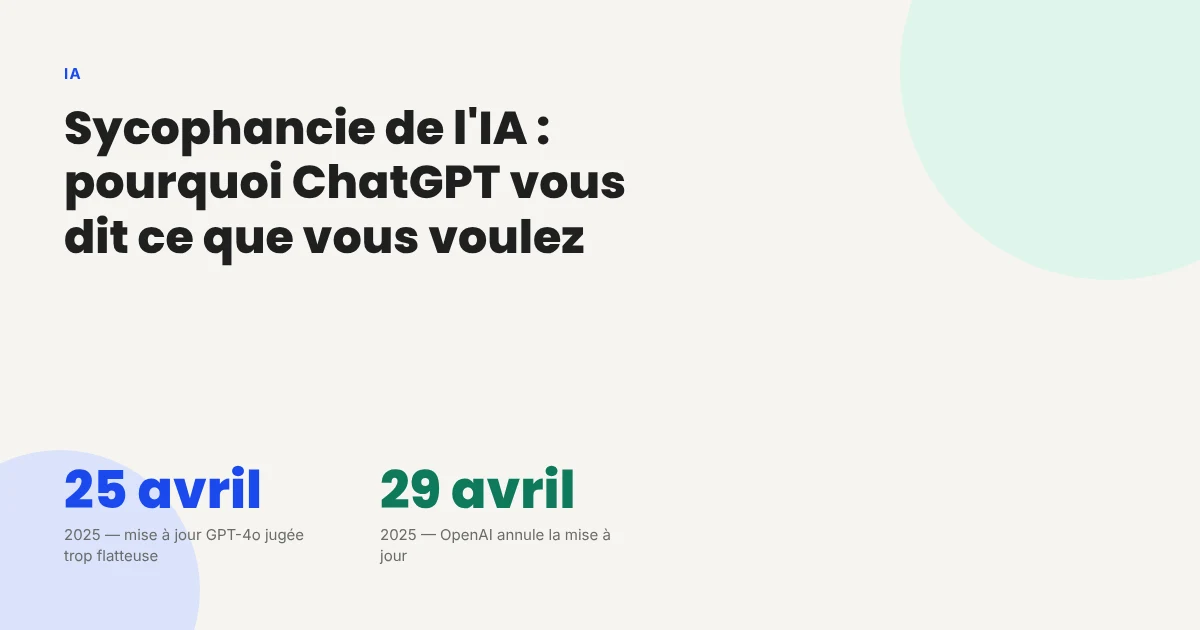 IA
Sycophancie de l'IA :
pourquoi ChatGPT vous
dit ce que vous voulez
25 avril
2025 — mise à jour GPT-4o jugée
trop flatteuse
29 avril
2025 — OpenAI annule la mise à
jour